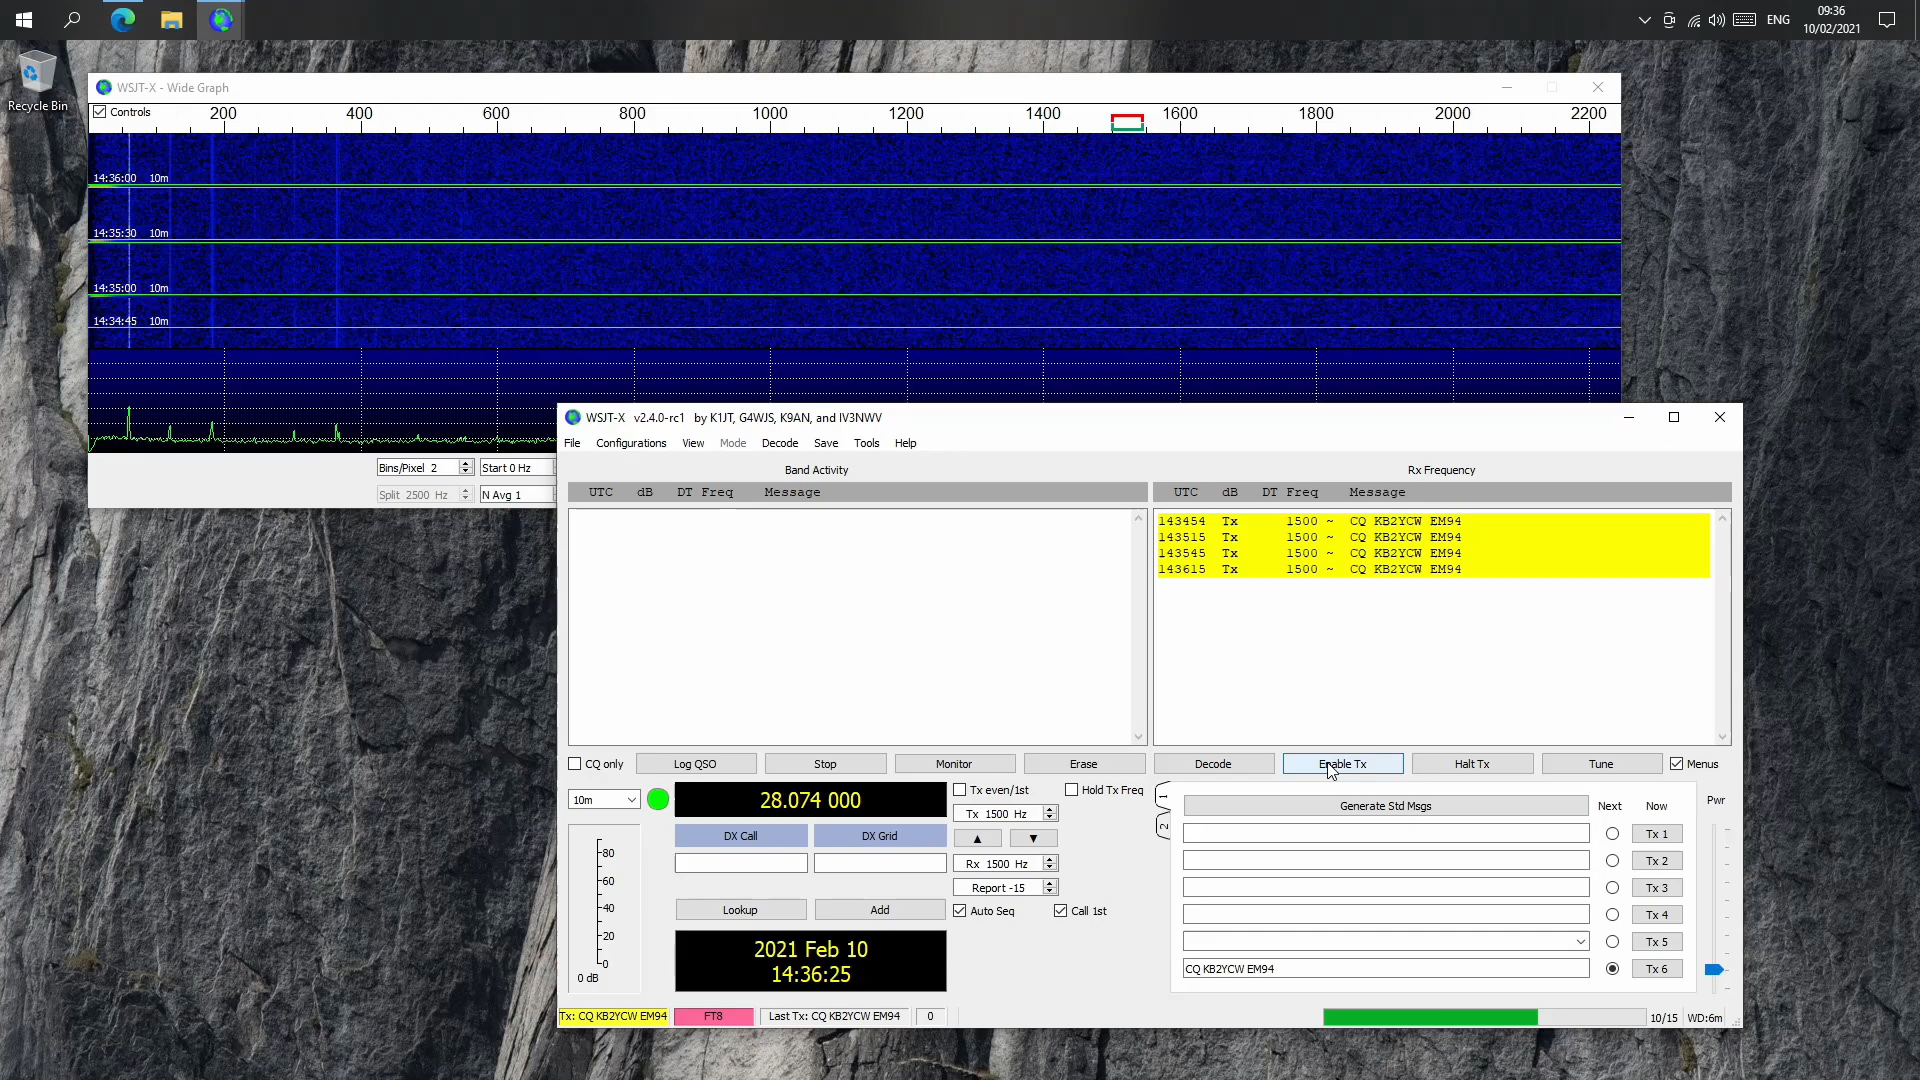 ENG
09:36
10/02/2021
Recycle Bin
WSJT-X - Wide Graph
Controls
200 400 600 800 1000 1200 1400 1600 1800 2000 2200
14:36:00 10m
14:35:30 10m
14:35:00 10m
14:34:45 10m
Bins/Pixel 2 Start 0 Hz
Split 2500 Hz N Avg 1
WSJT-X v2.4.0-rc1 by K1JT, G4WJS, K9AN, and IV3NWV
File Configurations View Mode Decode Save Tools Help
Band Activity Rx Frequency
UTC dB DT Freq Message UTC dB DT Freq Message
143454 Tx 1500 ~ CQ KB2YCW EM94
143515 Tx 1500 ~ CQ KB2YCW EM94
143545 Tx 1500 ~ CQ KB2YCW EM94
143615 Tx 1500 ~ CQ KB2YCW EM94
CQ only Log QSO Stop Monitor Erase Decode Enable Tx Halt Tx Tune Menus
10m 28.074 000 Tx even/1st Hold Tx Freq 1 Generate Std Msgs Next Now Pwr
Tx 1500 Hz 2
DX Call DX Grid ▲ ▼ Tx 1
80 Rx 1500 Hz Tx 2
60 Report -15 Tx 3
40 Lookup Add Auto Seq Call 1st Tx 4
20 2021 Feb 10 Tx 5
0 14:36:25 CQ KB2YCW EM94 Tx 6
0 dB
Tx: CQ KB2YCW EM94 FT8 Last Tx: CQ KB2YCW EM94 0 10/15 WD:6m